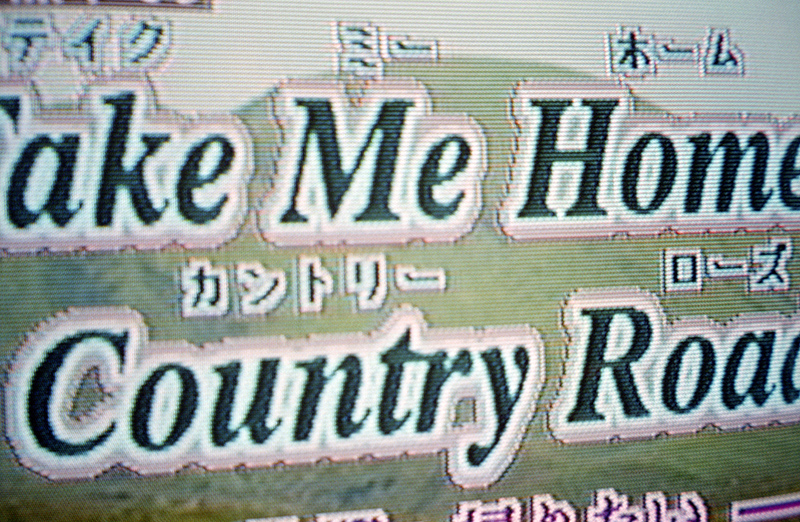 テイク ミー ホーム
Take Me Home
カントリー ローズ
Country Road